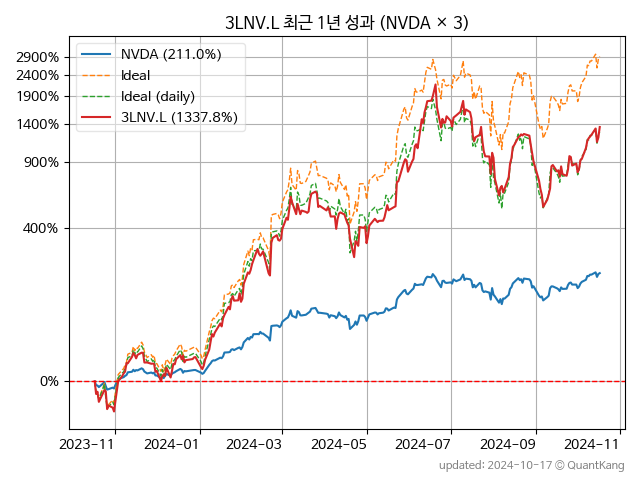 3LNV.L 최근 1년 성과 (NVDA × 3)
NVDA (211.0%)
Ideal
Ideal (daily)
3LNV.L (1337.8%)
2900%
2400%
1900%
1400%
900%
400%
0%
2023-11
2024-01
2024-03
2024-05
2024-07
2024-09
2024-11
updated: 2024-10-17 © QuantKang